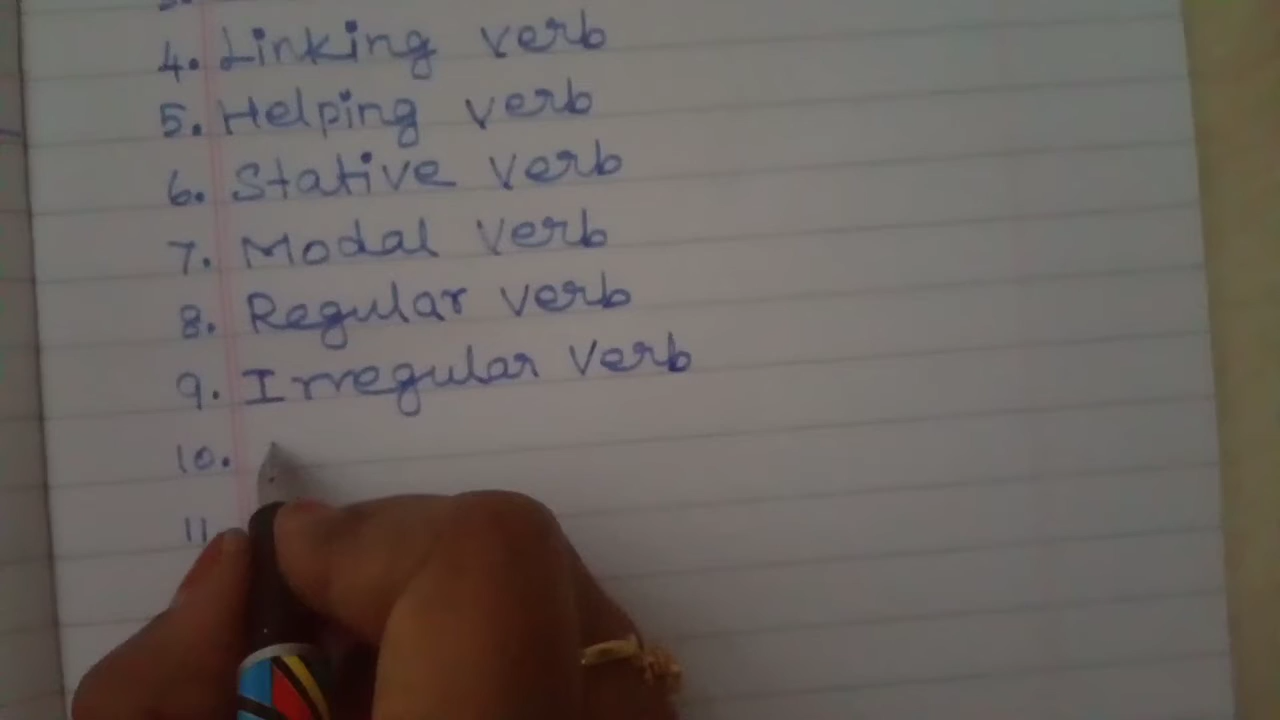 4. Linking verb
5. Helping verb
6. Stative verb
7. Modal verb
8. Regular verb
9. Irregular Verb
10.
11